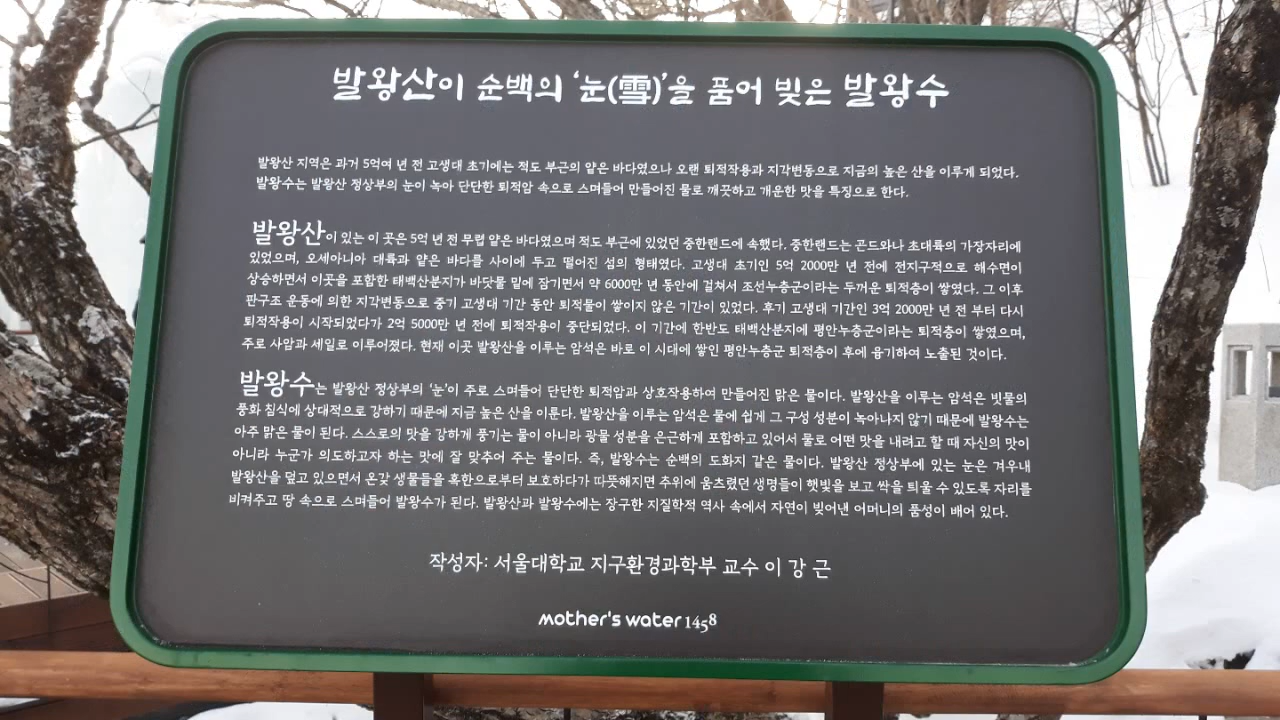 발왕산이 순백의 '눈(雪)'을 품어 빚은 발왕수
발왕산 지역은 과거 5억여 년 전 고생대 초기에는 적도 부근의 얕은 바다였으나 오랜 퇴적작용과 지각변동으로 지금의 높은 산을 이루게 되었다.
발왕수는 발왕산 정상부의 눈이 녹아 단단한 퇴적암 속으로 스며들어 만들어진 물로 깨끗하고 개운한 맛을 특징으로 한다.
발왕산이 있는 이 곳은 5억 년 전 무렵 얕은 바다였으며 적도 부근에 있었던 중한랜드에 속했다. 중한랜드는 곤드와나 초대륙의 가장자리에
있었으며, 오세아니아 대륙과 얕은 바다를 사이에 두고 떨어진 섬의 형태였다. 고생대 초기인 5억 2000만 년 전에 전지구적으로 해수면이
상승하면서 이곳을 포함한 태백산분지가 바닷물 밑에 잠기면서 약 6000만 년 동안에 걸쳐서 조선누층군이라는 두꺼운 퇴적층이 쌓였다. 그 이후
판구조 운동에 의한 지각변동으로 중기 고생대 기간 동안 퇴적물이 쌓이지 않은 기간이 있었다. 후기 고생대 기간인 3억 2000만 년 전 부터 다시
퇴적작용이 시작되었다가 2억 5000만 년 전에 퇴적작용이 중단되었다. 이 기간에 한반도 태백산분지에 평안누층군이라는 퇴적층이 쌓였으며,
주로 사암과 셰일로 이루어졌다. 현재 이곳 발왕산을 이루는 암석은 바로 이 시대에 쌓인 평안누층군 퇴적층이 후에 융기하여 노출된 것이다.
발왕수는 발왕산 정상부의 '눈'이 주로 스며들어 단단한 퇴적암과 상호작용하여 만들어진 맑은 물이다. 발왕산을 이루는 암석은 빗물의
풍화 침식에 상대적으로 강하기 때문에 지금 높은 산을 이룬다. 발왕산을 이루는 암석은 물에 쉽게 그 구성 성분이 녹아나지 않기 때문에 발왕수는
아주 맑은 물이 된다. 스스로의 맛을 강하게 풍기는 물이 아니라 광물 성분을 은근하게 포함하고 있어서 물로 어떤 맛을 내려고 할 때 자신의 맛이
아니라 누군가 의도하고자 하는 맛에 잘 맞추어 주는 물이다. 즉, 발왕수는 순백의 도화지 같은 물이다. 발왕산 정상부에 있는 눈은 겨우내
발왕산을 덮고 있으면서 온갖 생물들을 혹한으로부터 보호하다가 따뜻해지면 추위에 움츠렸던 생명들이 햇빛을 보고 싹을 틔울 수 있도록 자리를
비켜주고 땅 속으로 스며들어 발왕수가 된다. 발왕산과 발왕수에는 장구한 지질학적 역사 속에서 자연이 빚어낸 어머니의 품성이 배어 있다.
작성자: 서울대학교 지구환경과학부 교수 이 강 근
mother's water 1458